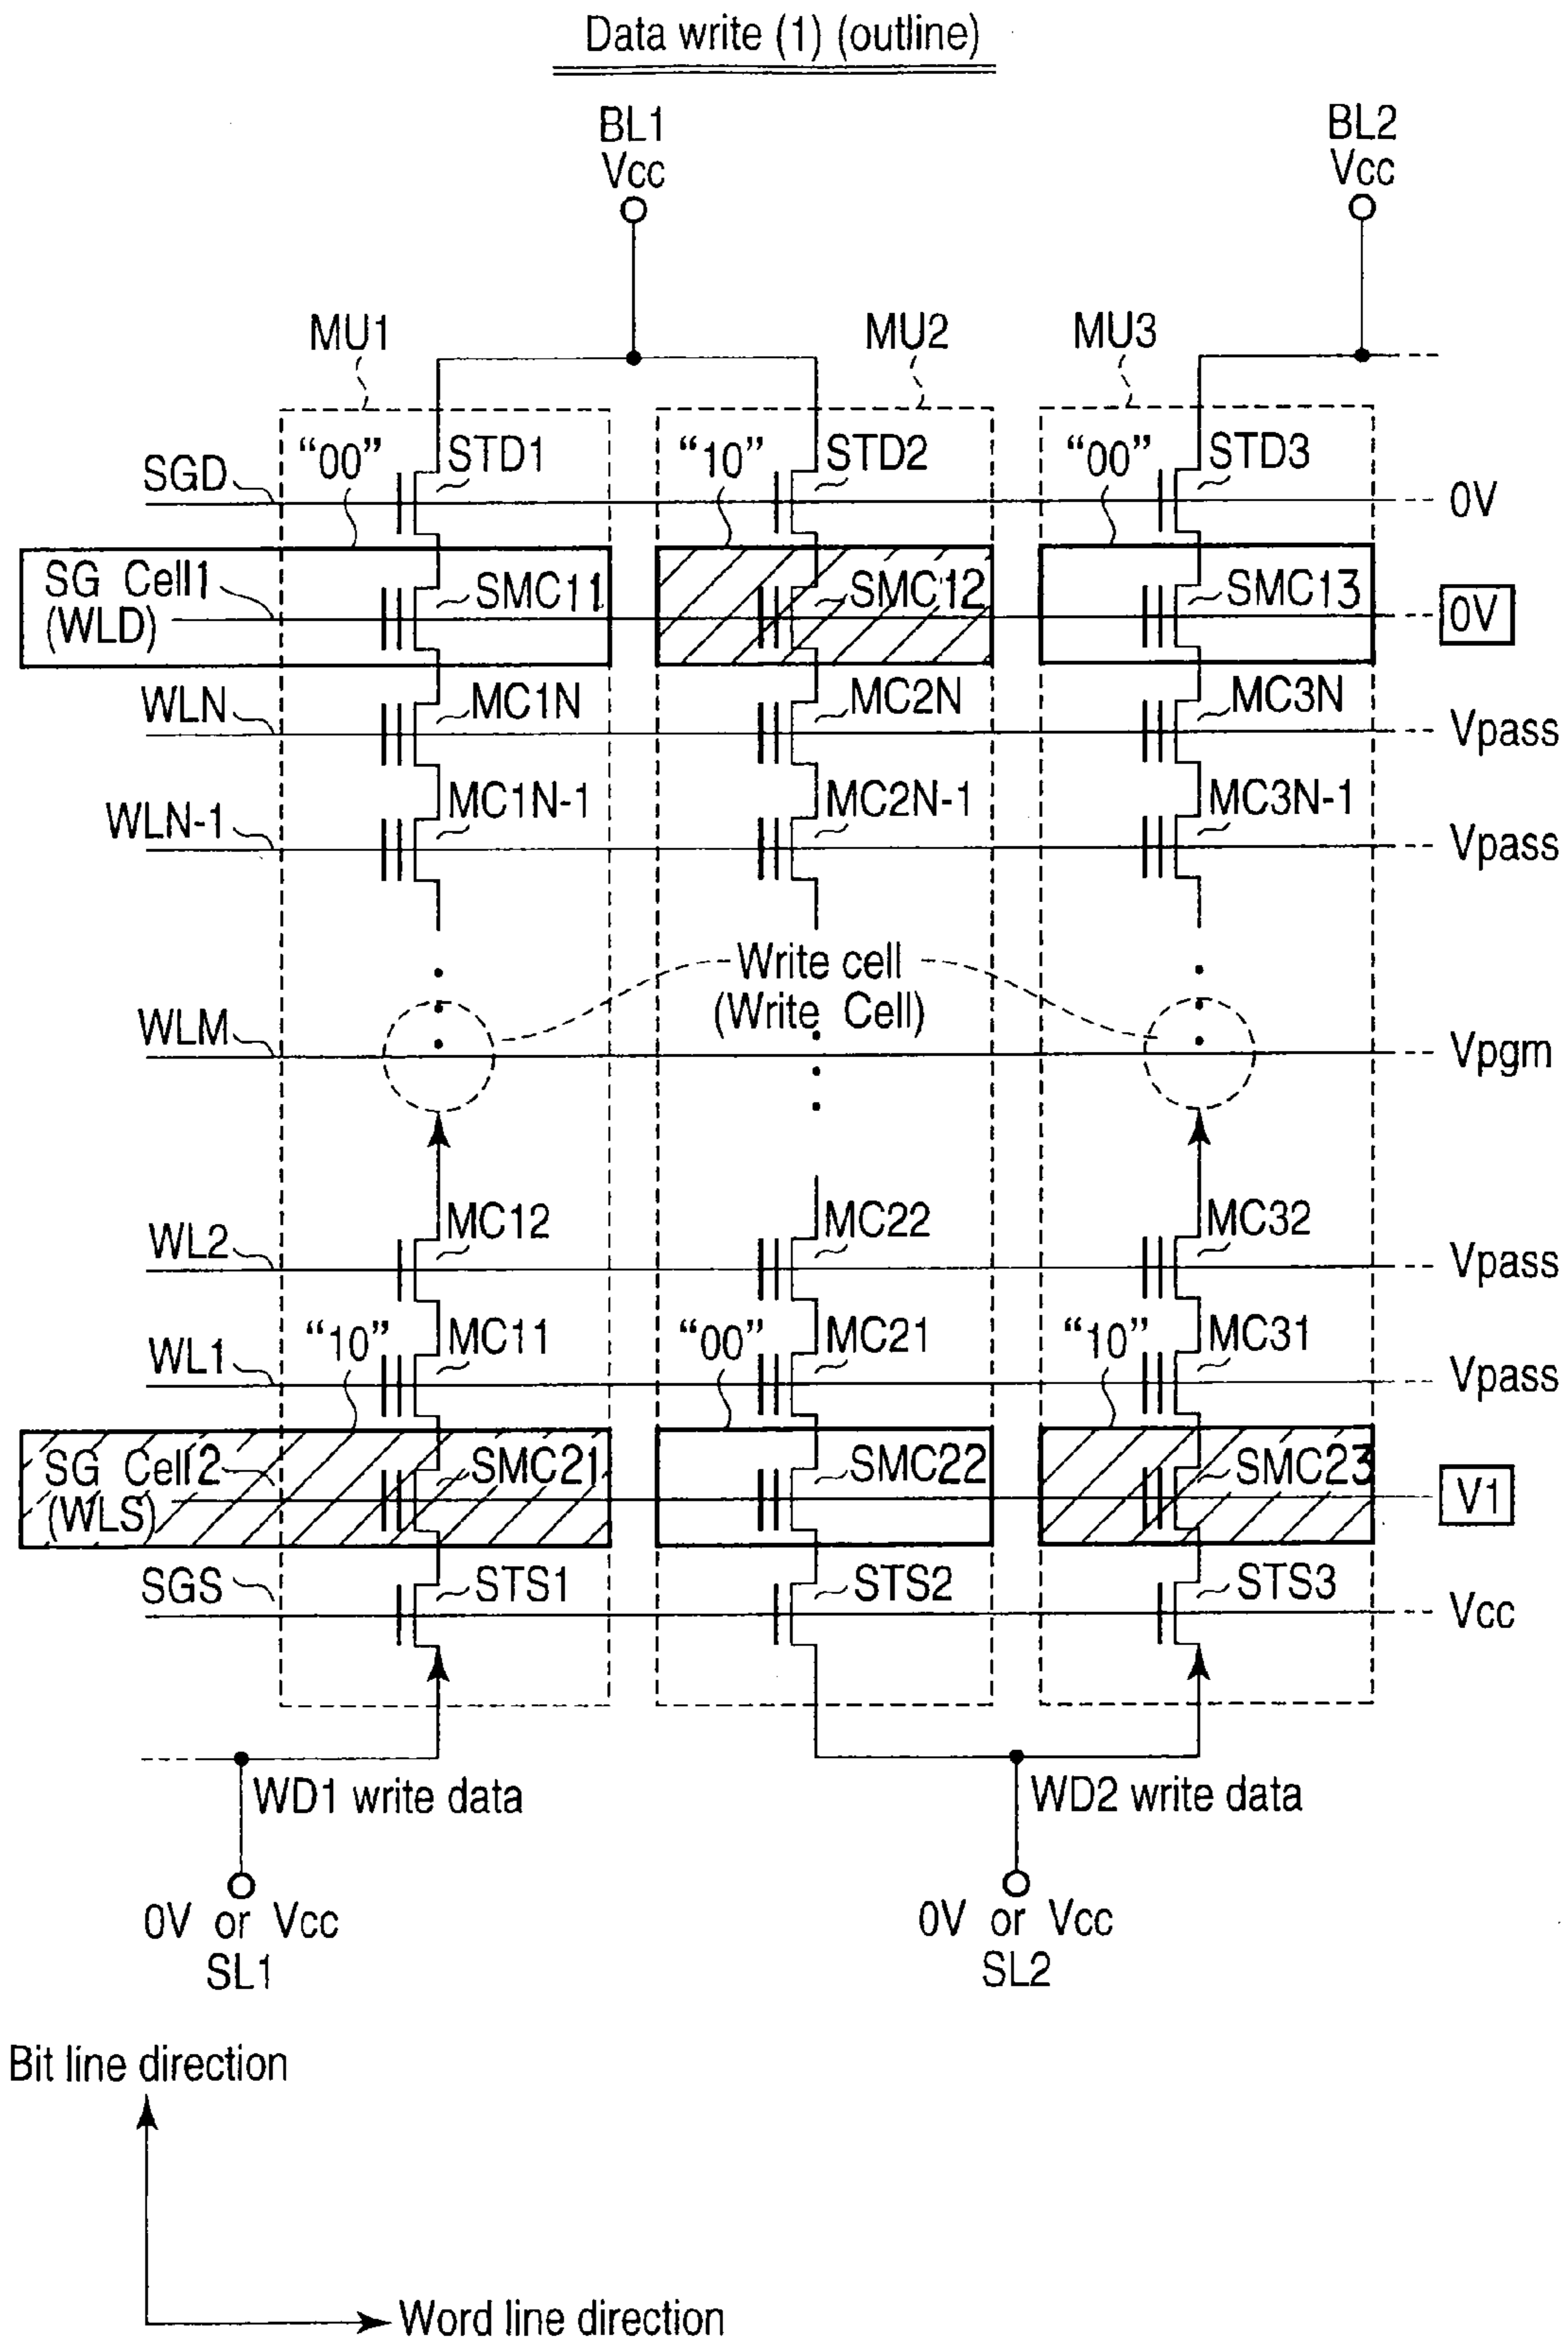 Data write (1) (outline)
BL1
Vcc
BL2
Vcc
MU1
MU2
MU3
SGD
“00”
STD1
“10”
STD2
“00”
STD3
0V
SG Cell1
(WLD)
SMC11
SMC12
SMC13
0V
WLN
MC1N
MC2N
MC3N
Vpass
WLN-1
MC1N-1
MC2N-1
MC3N-1
Vpass
Write cell
(Write Cell)
WLM
Vpgm
WL2
MC12
MC22
MC32
Vpass
WL1
“10”
MC11
“00”
MC21
“10”
MC31
Vpass
SG Cell2
(WLS)
SMC21
SMC22
SMC23
V1
SGS
STS1
STS2
STS3
Vcc
WD1 write data
WD2 write data
0V or Vcc
SL1
0V or Vcc
SL2
Bit line direction
Word line direction